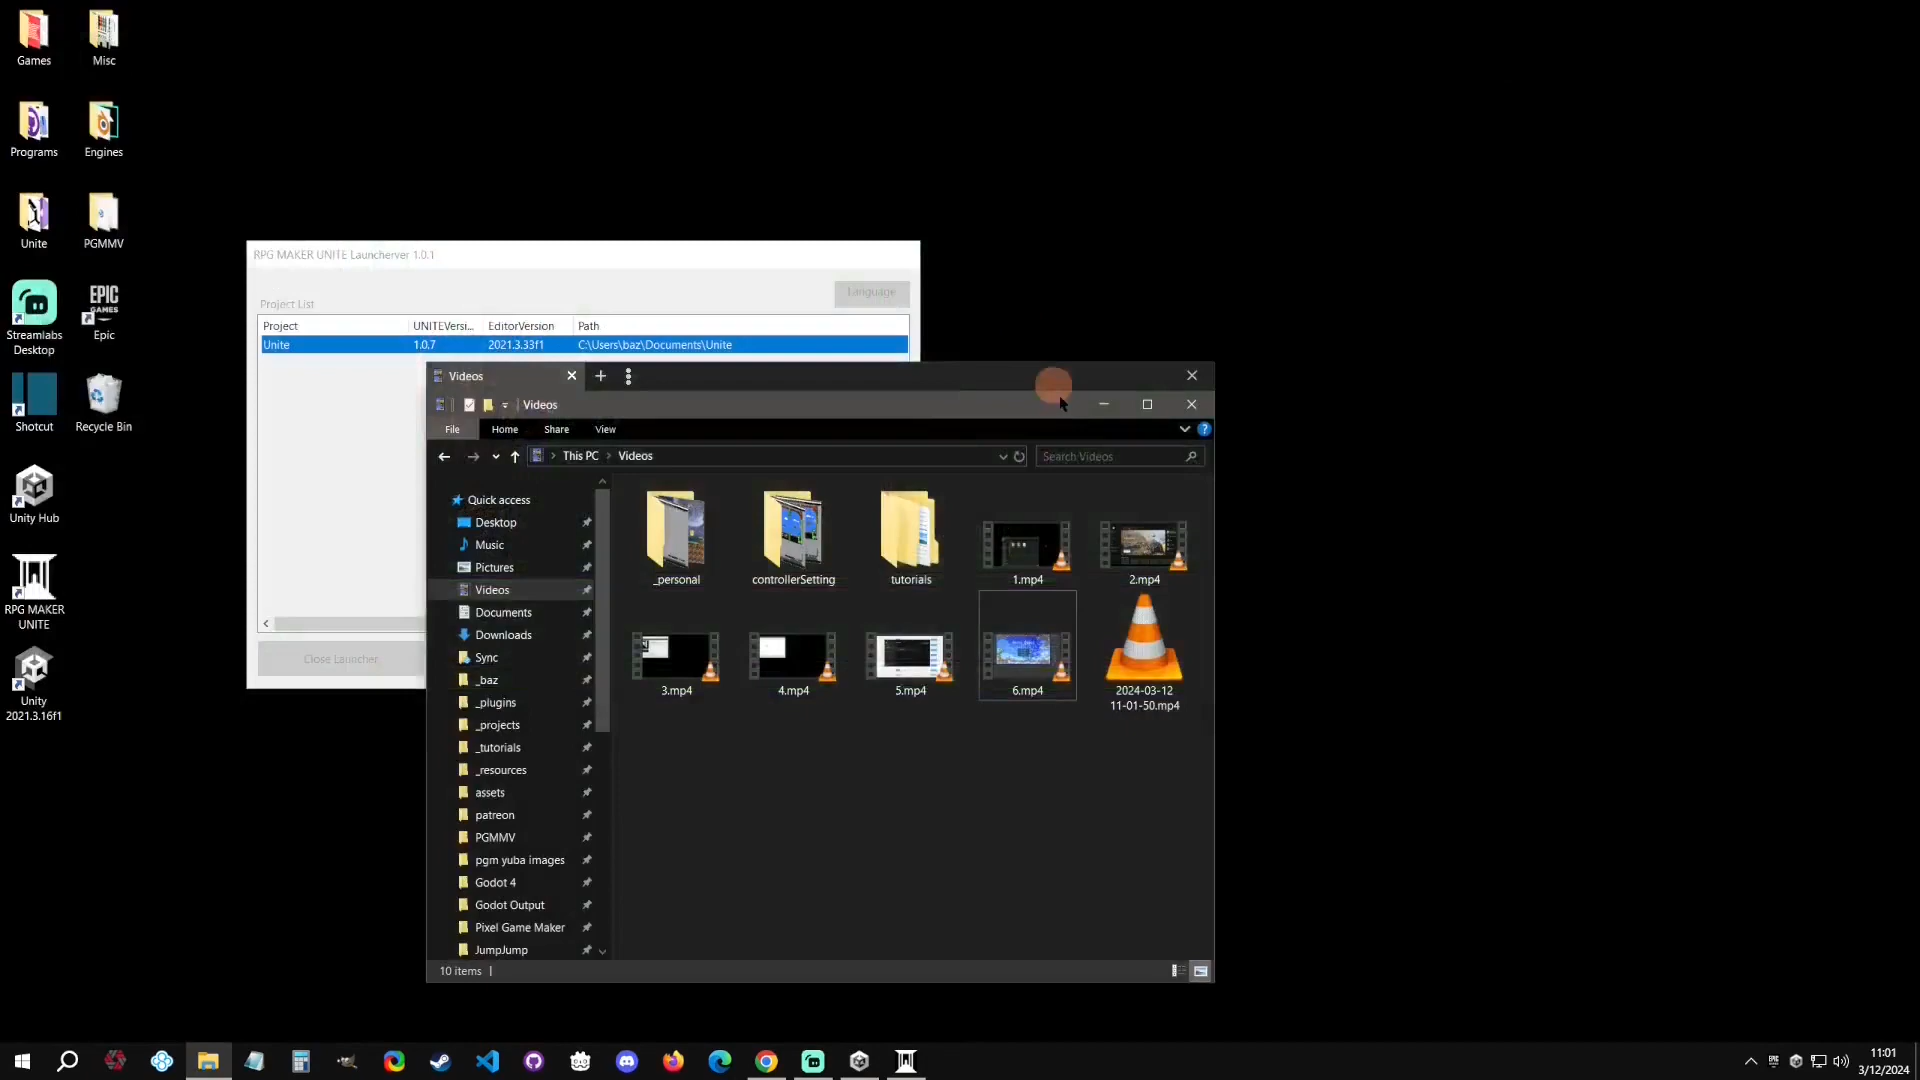 Games
Misc
Programs
Engines
Unite
PGMMV
Streamlabs
Desktop
EPIC
GAMES
Epic
Shotcut
Recycle Bin
Unity Hub
RPG MAKER
UNITE
Unity
2021.3.16f1
RPG MAKER UNITE Launcherver 1.0.1
Language
Project List
Project UNITEVersi... EditorVersion Path
Unite 1.0.7 2021.3.33f1 C:\Users\baz\Documents\Unite
Close Launcher
Videos
Videos
File Home Share View
This PC > Videos
Search Videos
Quick access
Desktop
Music
Pictures
Videos
Documents
Downloads
Sync
_baz
_plugins
_projects
_tutorials
_resources
assets
patreon
PGMMV
pgm yuba images
Godot 4
Godot Output
Pixel Game Maker
JumpJump
_personal
controllerSetting
tutorials
1.mp4
2.mp4
3.mp4
4.mp4
5.mp4
6.mp4
2024-03-12
11-01-50.mp4
10 items
11:01
3/12/2024